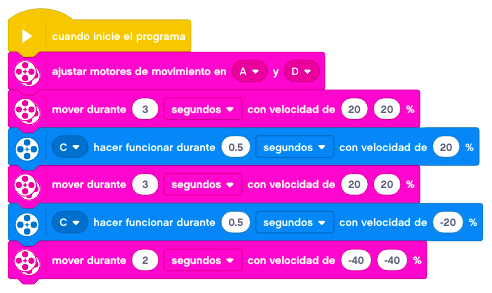 cuando inicie el programa
ajustar motores de movimiento en A y D
mover durante 3 segundos con velocidad de 20 20 %
C hacer funcionar durante 0.5 segundos con velocidad de 20 %
mover durante 3 segundos con velocidad de 20 20 %
C hacer funcionar durante 0.5 segundos con velocidad de -20 %
mover durante 2 segundos con velocidad de -40 -40 %